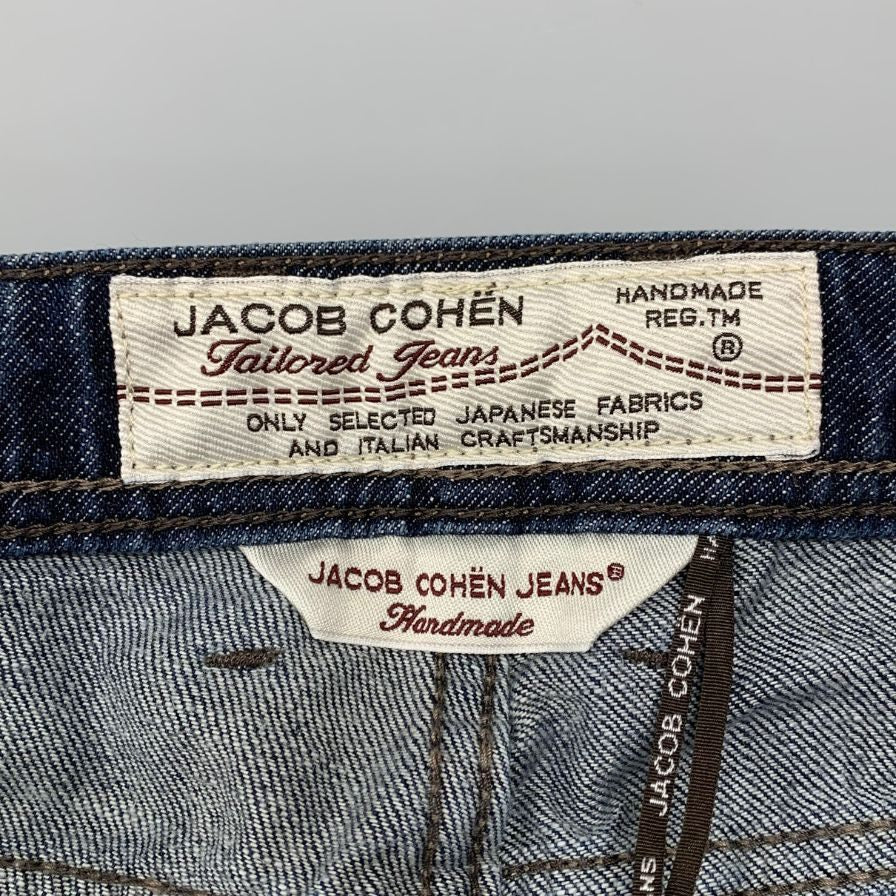 JACOB COHËN
Tailored Jeans
HANDMADE
REG.TM
®
ONLY SELECTED JAPANESE FABRICS
AND ITALIAN CRAFTSMANSHIP
JACOB COHËN JEANS®
Handmade
JACOB COHËN